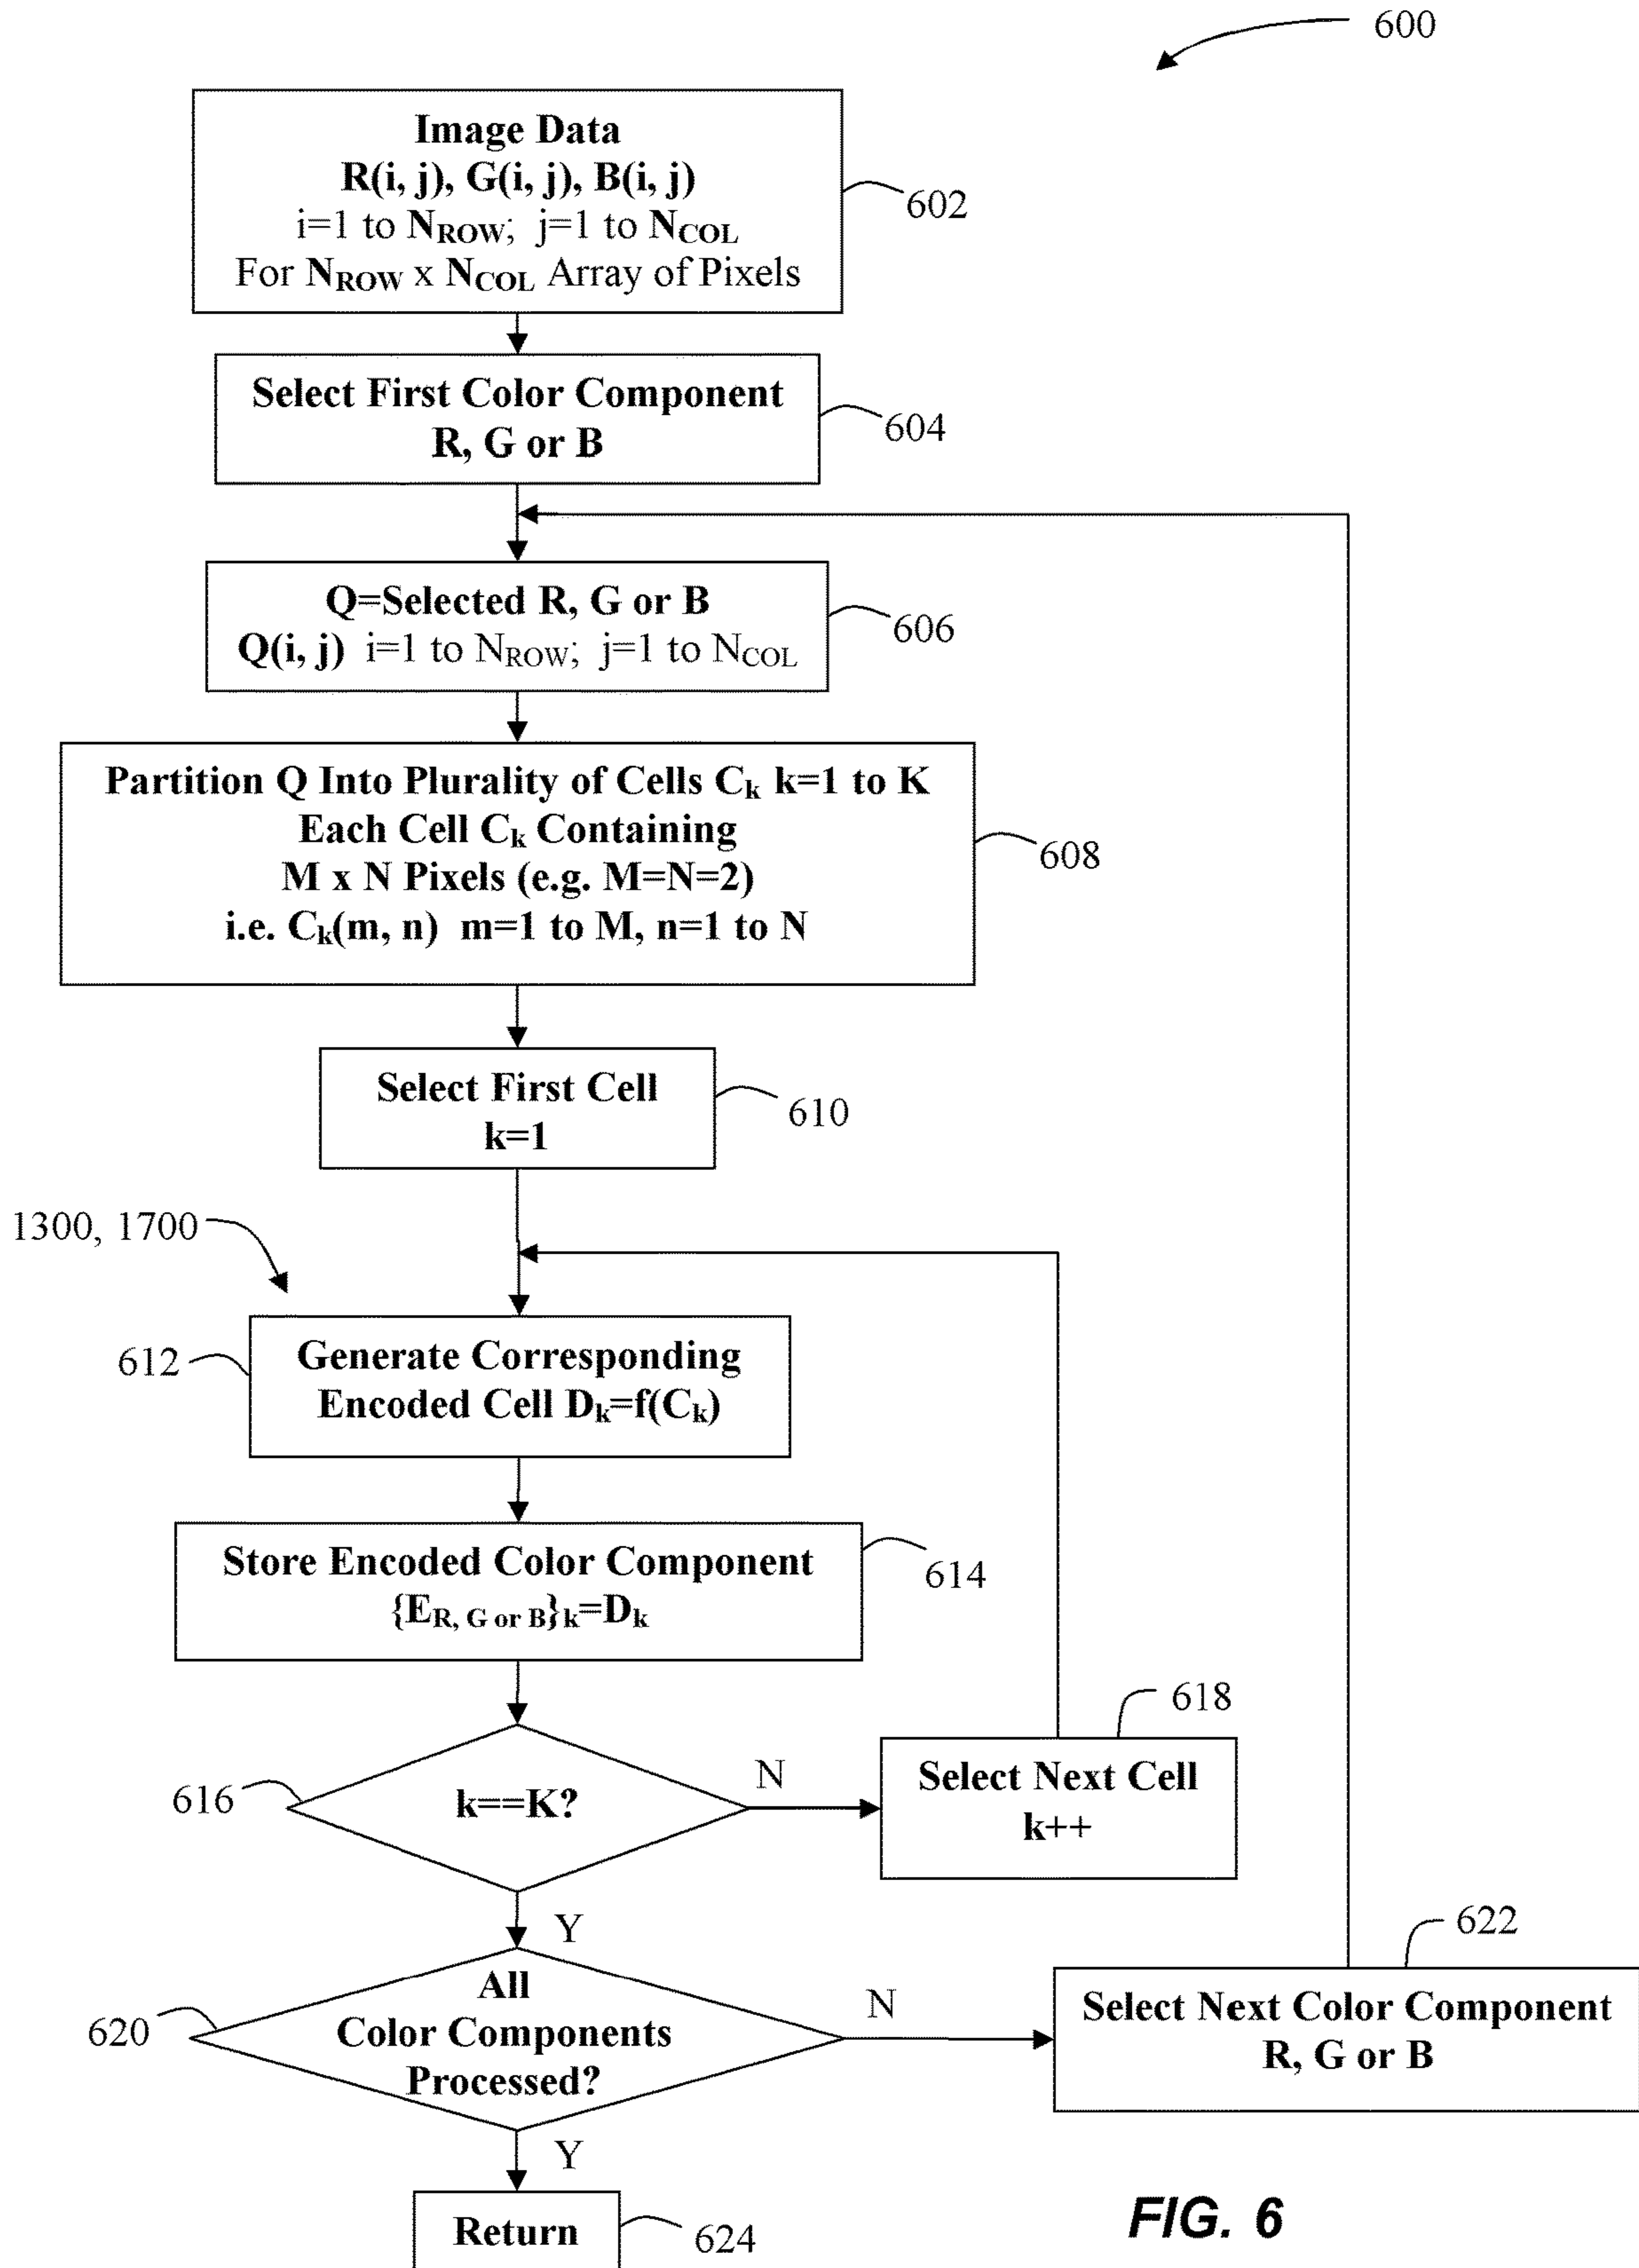 600
Image Data
R(i, j), G(i, j), B(i, j)
i=1 to NROW; j=1 to NCOL
For NROW x NCOL Array of Pixels
602
Select First Color Component
R, G or B
604
Q=Selected R, G or B
Q(i, j) i=1 to NROW; j=1 to NCOL
606
Partition Q Into Plurality of Cells Ck k=1 to K
Each Cell Ck Containing
M x N Pixels (e.g. M=N=2)
i.e. Ck(m, n) m=1 to M, n=1 to N
608
Select First Cell
k=1
610
1300, 1700
Generate Corresponding
Encoded Cell Dk=f(Ck)
612
Store Encoded Color Component
{ER, G or B}k=Dk
614
k==K?
616
N
Select Next Cell
k++
618
Y
All
Color Components
Processed?
620
N
Select Next Color Component
R, G or B
622
Y
Return
624
FIG. 6